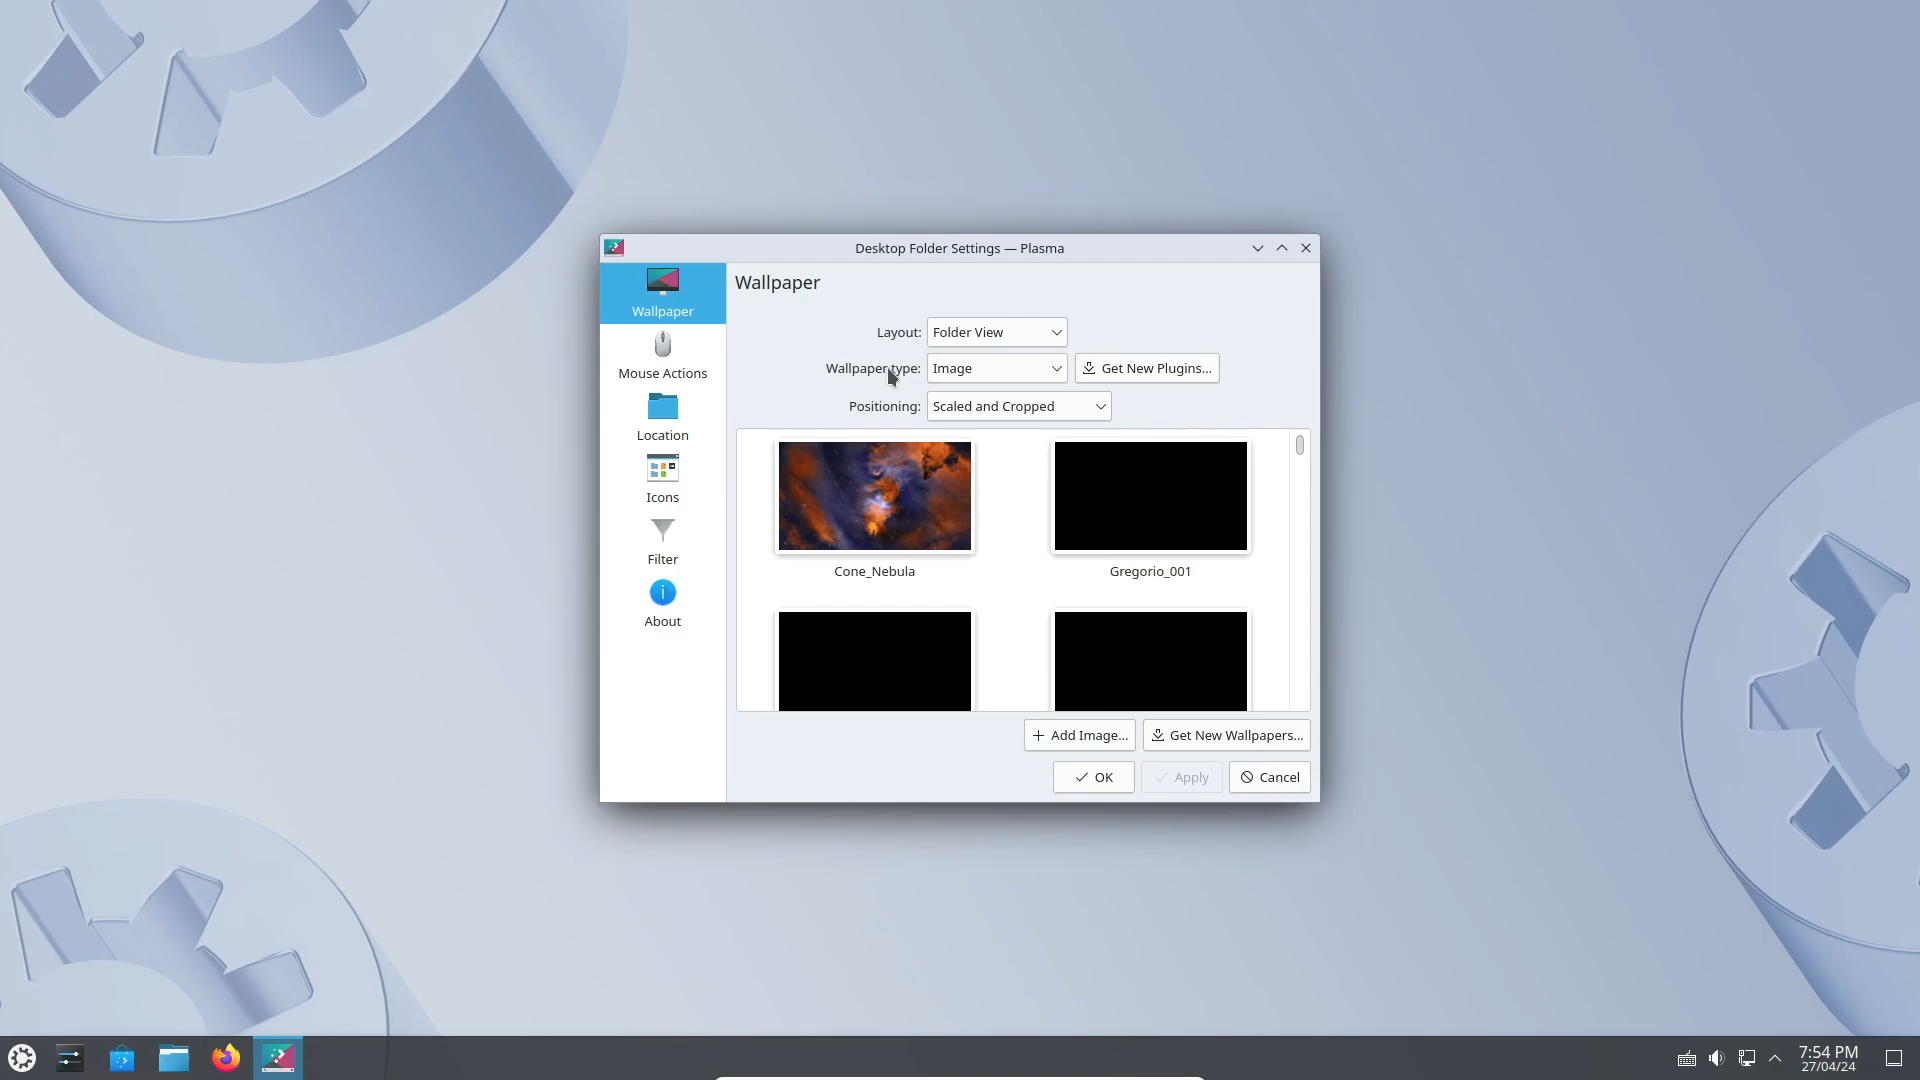 Desktop Folder Settings — Plasma
Wallpaper
Mouse Actions
Location
Icons
Filter
About
Wallpaper
Layout: Folder View
Wallpaper type: Image Get New Plugins...
Positioning: Scaled and Cropped
Cone_Nebula Gregorio_001
Add Image... Get New Wallpapers...
OK Apply Cancel
7:54 PM
27/04/24